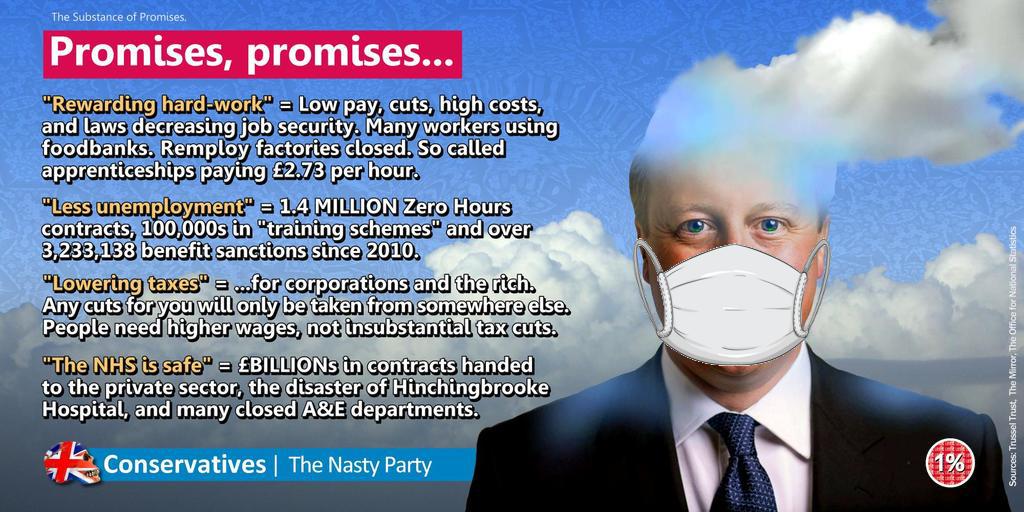 The Substance of Promises.
Promises, promises...
"Rewarding hard-work" = Low pay, cuts, high costs,
and laws decreasing job security. Many workers using
foodbanks. Remploy factories closed. So called
apprenticeships paying £2.73 per hour.
"Less unemployment" = 1.4 MILLION Zero Hours
contracts, 100,000s in "training schemes" and over
3,233,138 benefit sanctions since 2010.
"Lowering taxes" = ...for corporations and the rich.
Any cuts for you will only be taken from somewhere else.
People need higher wages, not insubstantial tax cuts.
"The NHS is safe" = £BILLIONs in contracts handed
to the private sector, the disaster of Hinchingbrooke
Hospital, and many closed A&E departments.
Conservatives | The Nasty Party
1%
Sources: Trussel Trust, The Mirror, The Office for National Statistics